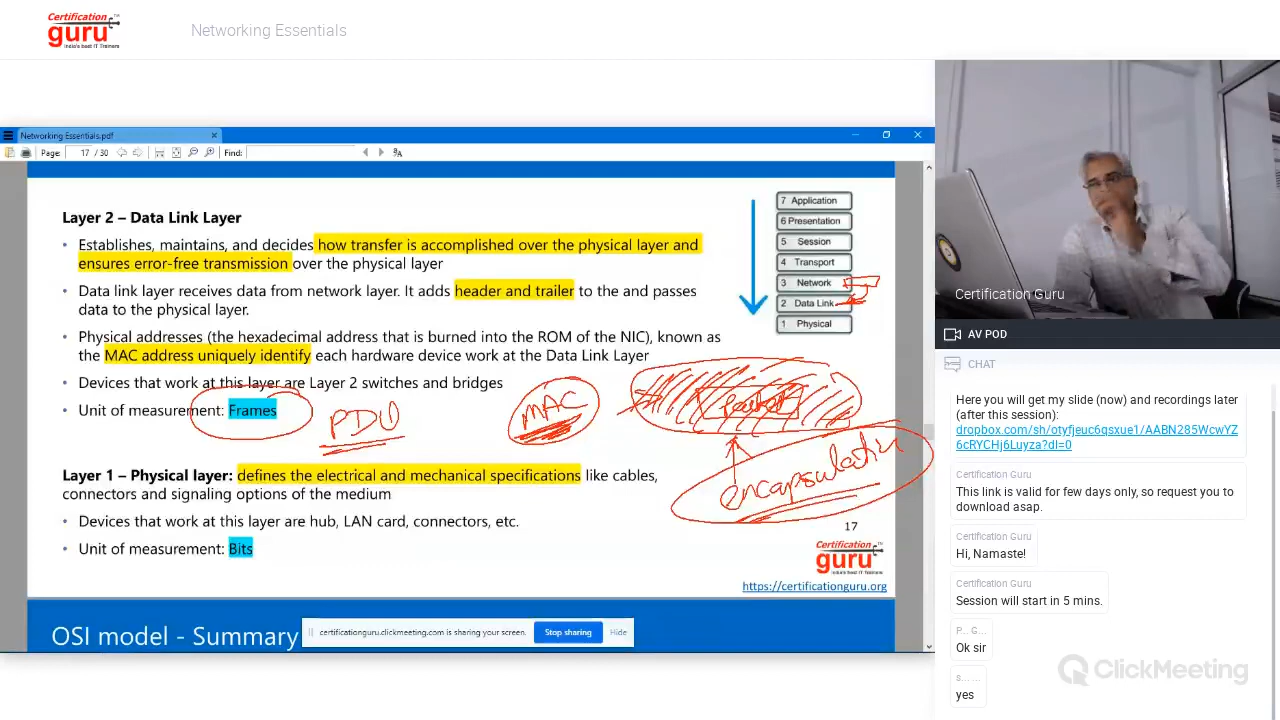 Certification
guru
India's best IT Trainers
Networking Essentials
Networking Essentials.pdf
Page: 17 / 30 Find:
Layer 2 – Data Link Layer
• Establishes, maintains, and decides how transfer is accomplished over the physical layer and
ensures error-free transmission over the physical layer
• Data link layer receives data from network layer. It adds header and trailer to the and passes
data to the physical layer.
• Physical addresses (the hexadecimal address that is burned into the ROM of the NIC), known as
the MAC address uniquely identify each hardware device work at the Data Link Layer
• Devices that work at this layer are Layer 2 switches and bridges
• Unit of measurement: Frames
PDU
MAC
Packet
encapsulation
7 Application
6 Presentation
5 Session
4 Transport
3 Network
2 Data Link
1 Physical
Layer 1 – Physical layer: defines the electrical and mechanical specifications like cables,
connectors and signaling options of the medium
• Devices that work at this layer are hub, LAN card, connectors, etc.
• Unit of measurement: Bits
17
Certification
guru
India's best IT Trainers
https://certificationguru.org
OSI model - Summary
certificationguru.clickmeeting.com is sharing your screen.
Stop sharing
Hide
Certification Guru
AV POD
CHAT
Here you will get my slide (now) and recordings later
(after this session):
dropbox.com/sh/otyfjeuc6qsxue1/AABN285WcwYZ
6cRYCHj6Luyza?dl=0
Certification Guru
This link is valid for few days only, so request you to
download asap.
Certification Guru
Hi, Namaste!
Certification Guru
Session will start in 5 mins.
P.. G...
Ok sir
s... ...
yes
ClickMeeting